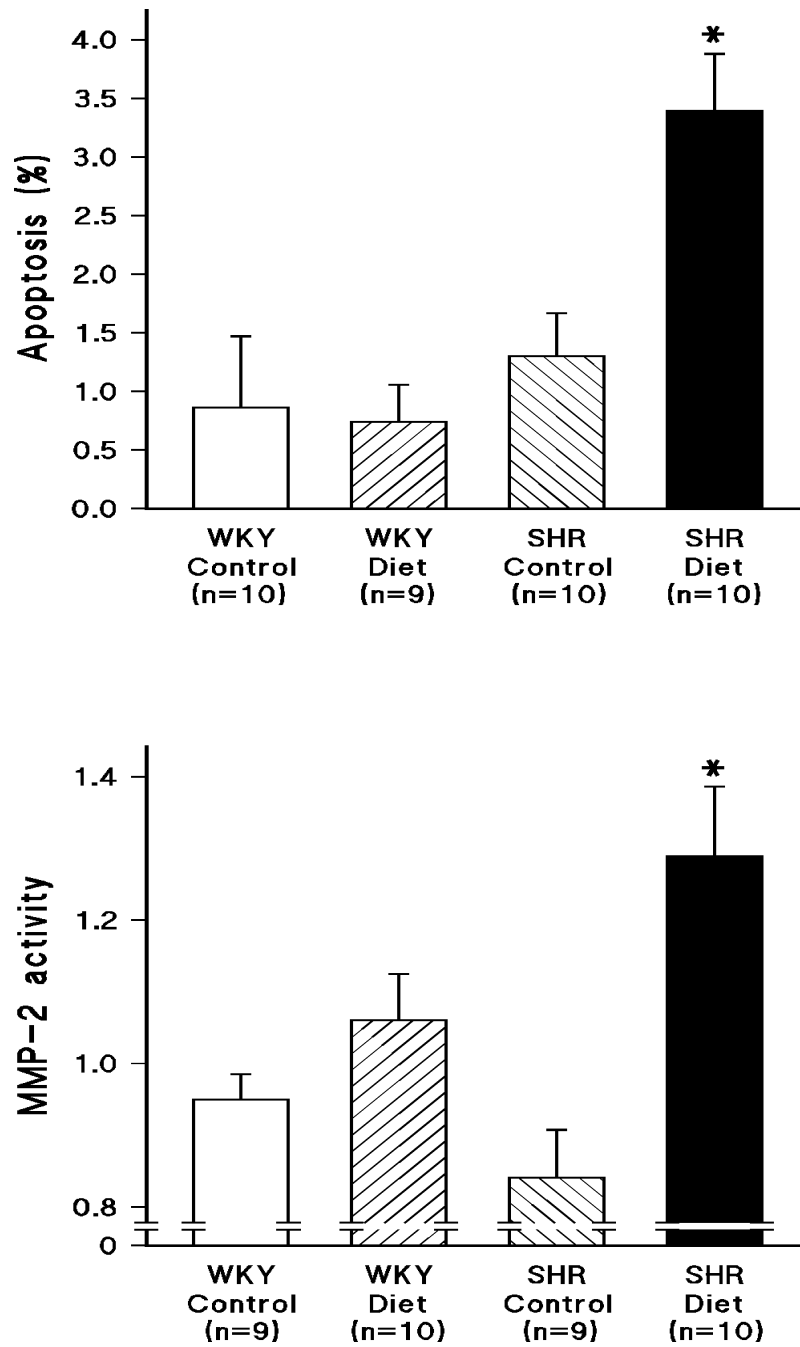 Apoptosis (%)
4.0
3.5
3.0
2.5
2.0
1.5
1.0
0.5
0.0
*
WKY WKY SHR SHR
Control Diet Control Diet
(n=10) (n=9) (n=10) (n=10)
MMP-2 activity
1.4
1.2
1.0
0.8
0
*
WKY WKY SHR SHR
Control Diet Control Diet
(n=9) (n=10) (n=9) (n=10)